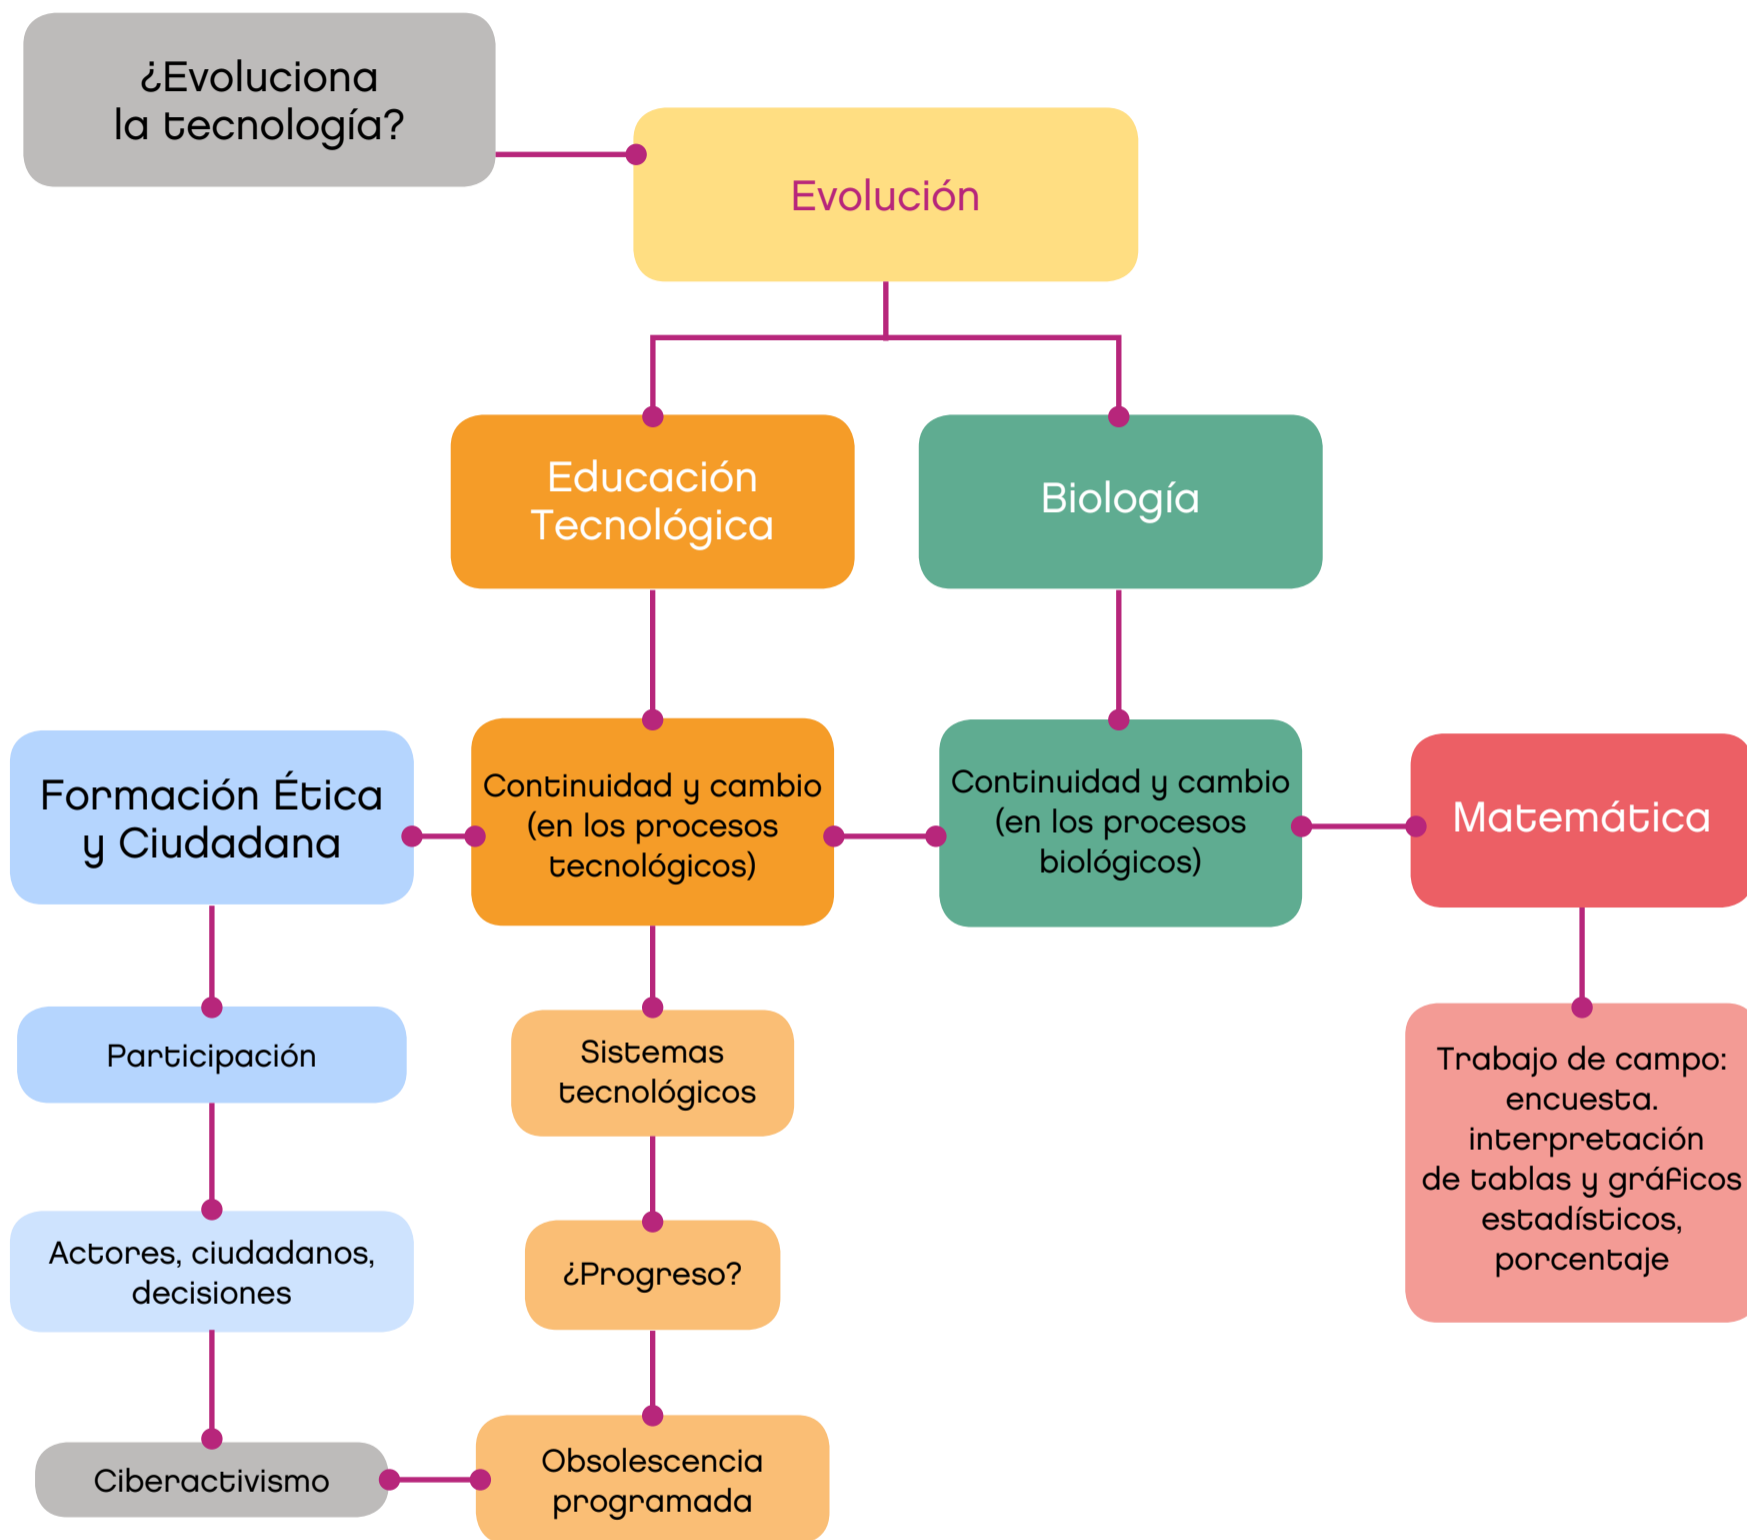 ¿Evoluciona
la tecnología?
Evolución
Educación
Tecnológica
Biología
Formación Ética
y Ciudadana
Continuidad y cambio
(en los procesos
tecnológicos)
Continuidad y cambio
(en los procesos
biológicos)
Matemática
Participación
Sistemas
tecnológicos
Trabajo de campo:
encuesta.
interpretación
de tablas y gráficos
estadísticos,
porcentaje
Actores, ciudadanos,
decisiones
¿Progreso?
Ciberactivismo
Obsolescencia
programada